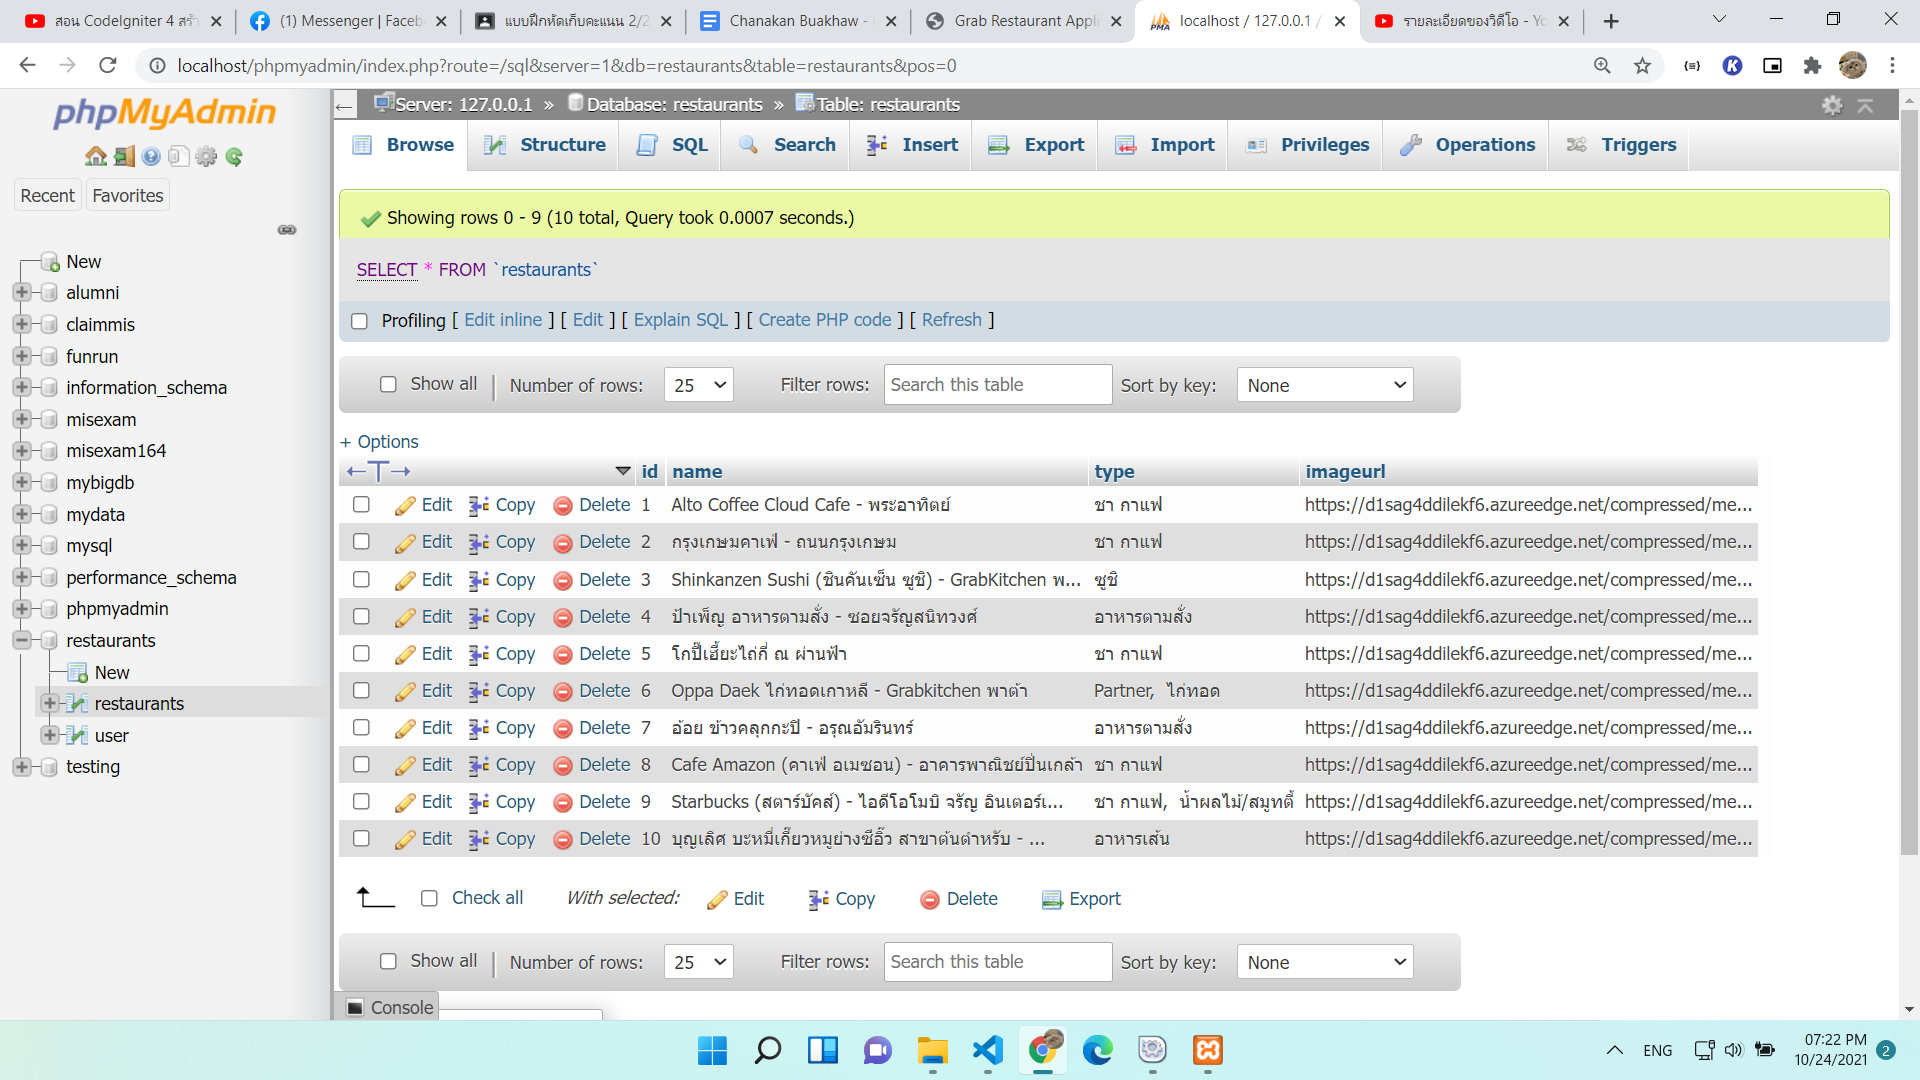 สอน CodeIgniter 4 สร้า
(1) Messenger | Faceb
แบบฝึกหัดเก็บคะแนน 2/2
Chanakan Buakhaw -
Grab Restaurant Appli
localhost / 127.0.0.1 /
รายละเอียดของวิดีโอ - Yo
localhost/phpmyadmin/index.php?route=/sql&server=1&db=restaurants&table=restaurants&pos=0
phpMyAdmin
Recent Favorites
New
alumni
claimmis
funrun
information_schema
misexam
misexam164
mybigdb
mydata
mysql
performance_schema
phpmyadmin
restaurants
New
restaurants
user
testing
Server: 127.0.0.1 » Database: restaurants » Table: restaurants
Browse Structure SQL Search Insert Export Import Privileges Operations Triggers
Showing rows 0 - 9 (10 total, Query took 0.0007 seconds.)
SELECT * FROM `restaurants`
Profiling [ Edit inline ] [ Edit ] [ Explain SQL ] [ Create PHP code ] [ Refresh ]
Show all | Number of rows: 25 Filter rows: Search this table Sort by key: None
+ Options
←T→ id name type imageurl
Edit Copy Delete 1 Alto Coffee Cloud Cafe - พระอาทิตย์ ชา กาแฟ https://d1sag4ddilekf6.azureedge.net/compressed/me...
Edit Copy Delete 2 กรุงเกษมคาเฟ่ - ถนนกรุงเกษม ชา กาแฟ https://d1sag4ddilekf6.azureedge.net/compressed/me...
Edit Copy Delete 3 Shinkanzen Sushi (ชินคันเซ็น ซูชิ) - GrabKitchen พ... ซูชิ https://d1sag4ddilekf6.azureedge.net/compressed/me...
Edit Copy Delete 4 ป้าเพ็ญ อาหารตามสั่ง - ซอยจรัญสนิทวงศ์ อาหารตามสั่ง https://d1sag4ddilekf6.azureedge.net/compressed/me...
Edit Copy Delete 5 โกปี๊เฮี้ยะไถ่กี่ ณ ผ่านฟ้า ชา กาแฟ https://d1sag4ddilekf6.azureedge.net/compressed/me...
Edit Copy Delete 6 Oppa Daek ไก่ทอดเกาหลี - Grabkitchen พาต้า Partner, ไก่ทอด https://d1sag4ddilekf6.azureedge.net/compressed/me...
Edit Copy Delete 7 อ้อย ข้าวคลุกกะปิ - อรุณอัมรินทร์ อาหารตามสั่ง https://d1sag4ddilekf6.azureedge.net/compressed/me...
Edit Copy Delete 8 Cafe Amazon (คาเฟ่ อเมซอน) - อาคารพาณิชย์ปิ่นเกล้า ชา กาแฟ https://d1sag4ddilekf6.azureedge.net/compressed/me...
Edit Copy Delete 9 Starbucks (สตาร์บัคส์) - ไอดีโอโมบิ จรัญ อินเตอร์เ... ชา กาแฟ, น้ำผลไม้/สมูทตี้ https://d1sag4ddilekf6.azureedge.net/compressed/me...
Edit Copy Delete 10 บุญเลิศ บะหมี่เกี๊ยวหมูย่างซีอิ๊ว สาขาต้นตำหรับ - ... อาหารเส้น https://d1sag4ddilekf6.azureedge.net/compressed/me...
Check all With selected: Edit Copy Delete Export
Show all | Number of rows: 25 Filter rows: Search this table Sort by key: None
Console
ENG
07:22 PM
10/24/2021
2